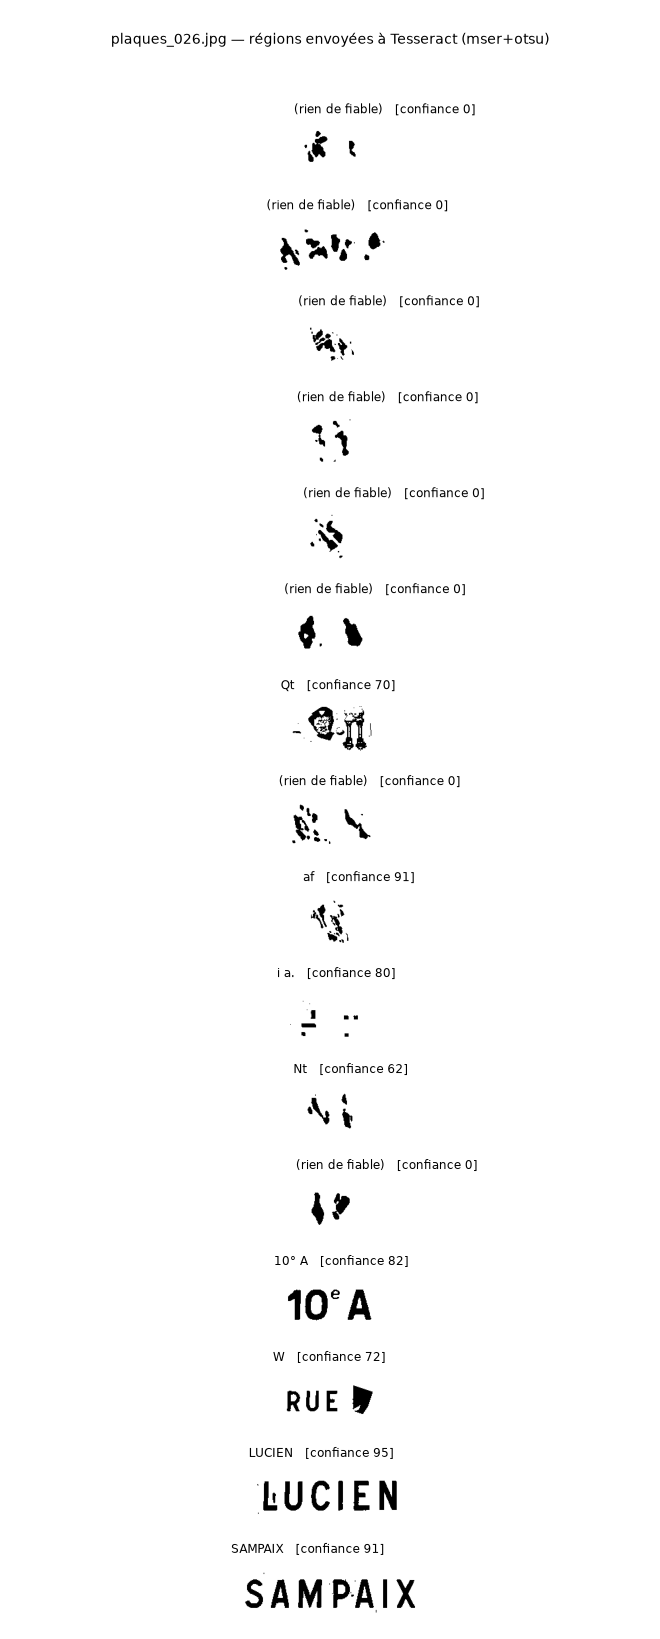 plaques_026.jpg — régions envoyées à Tesseract (mser+otsu)
(rien de fiable) [confiance 0]
(rien de fiable) [confiance 0]
(rien de fiable) [confiance 0]
(rien de fiable) [confiance 0]
(rien de fiable) [confiance 0]
(rien de fiable) [confiance 0]
Qt [confiance 70]
(rien de fiable) [confiance 0]
af [confiance 91]
i a. [confiance 80]
Nt [confiance 62]
(rien de fiable) [confiance 0]
10° A [confiance 82]
10e A
W [confiance 72]
RUE
LUCIEN [confiance 95]
LUCIEN
SAMPAIX [confiance 91]
SAMPAIX